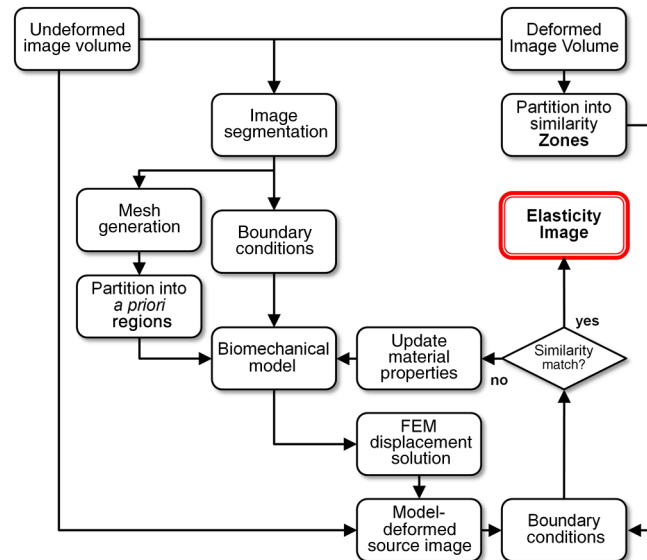 Undeformed
image volume
Deformed
Image Volume
Image
segmentation
Partition into
similarity
Zones
Mesh
generation
Boundary
conditions
Elasticity
Image
Partition into
a priori
regions
yes
Biomechanical
model
Update
material
properties
Similarity
match?
no
FEM
displacement
solution
Model-
deformed
source image
Boundary
conditions